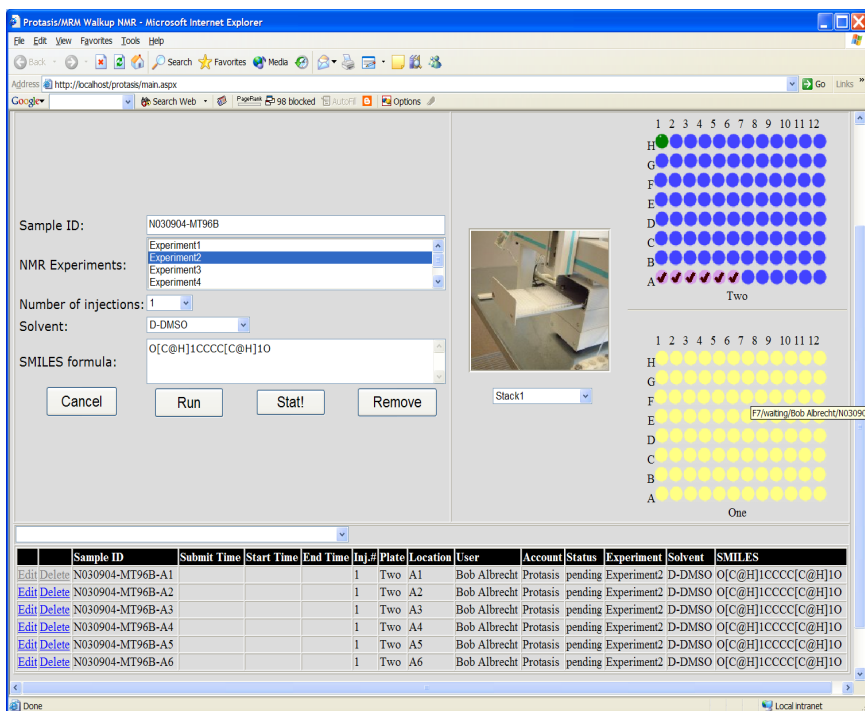 Protasis/MRM Walkup NMR - Microsoft Internet Explorer
File Edit View Favorites Tools Help
Back Search Favorites Media
Address http://localhost/protasis/main.aspx Go Links »
Google Search Web PageRank 98 blocked AutoFill Options
1 2 3 4 5 6 7 8 9 10 11 12
H
G
F
E
D
C
B
A
Two
Sample ID: N030904-MT96B
NMR Experiments: Experiment1
Experiment2
Experiment3
Experiment4
Number of injections: 1
Solvent: D-DMSO
SMILES formula: O[C@H]1CCCC[C@H]1O
Cancel Run Stat! Remove
Stack1
1 2 3 4 5 6 7 8 9 10 11 12
H
G
F
F7/waiting/Bob Albrecht/N0309
E
D
C
B
A
One
Sample ID Submit Time Start Time End Time Inj.# Plate Location User Account Status Experiment Solvent SMILES
Edit Delete N030904-MT96B-A1 1 Two A1 Bob Albrecht Protasis pending Experiment2 D-DMSO O[C@H]1CCCC[C@H]1O
Edit Delete N030904-MT96B-A2 1 Two A2 Bob Albrecht Protasis pending Experiment2 D-DMSO O[C@H]1CCCC[C@H]1O
Edit Delete N030904-MT96B-A3 1 Two A3 Bob Albrecht Protasis pending Experiment2 D-DMSO O[C@H]1CCCC[C@H]1O
Edit Delete N030904-MT96B-A4 1 Two A4 Bob Albrecht Protasis pending Experiment2 D-DMSO O[C@H]1CCCC[C@H]1O
Edit Delete N030904-MT96B-A5 1 Two A5 Bob Albrecht Protasis pending Experiment2 D-DMSO O[C@H]1CCCC[C@H]1O
Edit Delete N030904-MT96B-A6 1 Two A6 Bob Albrecht Protasis pending Experiment2 D-DMSO O[C@H]1CCCC[C@H]1O
Done Local intranet